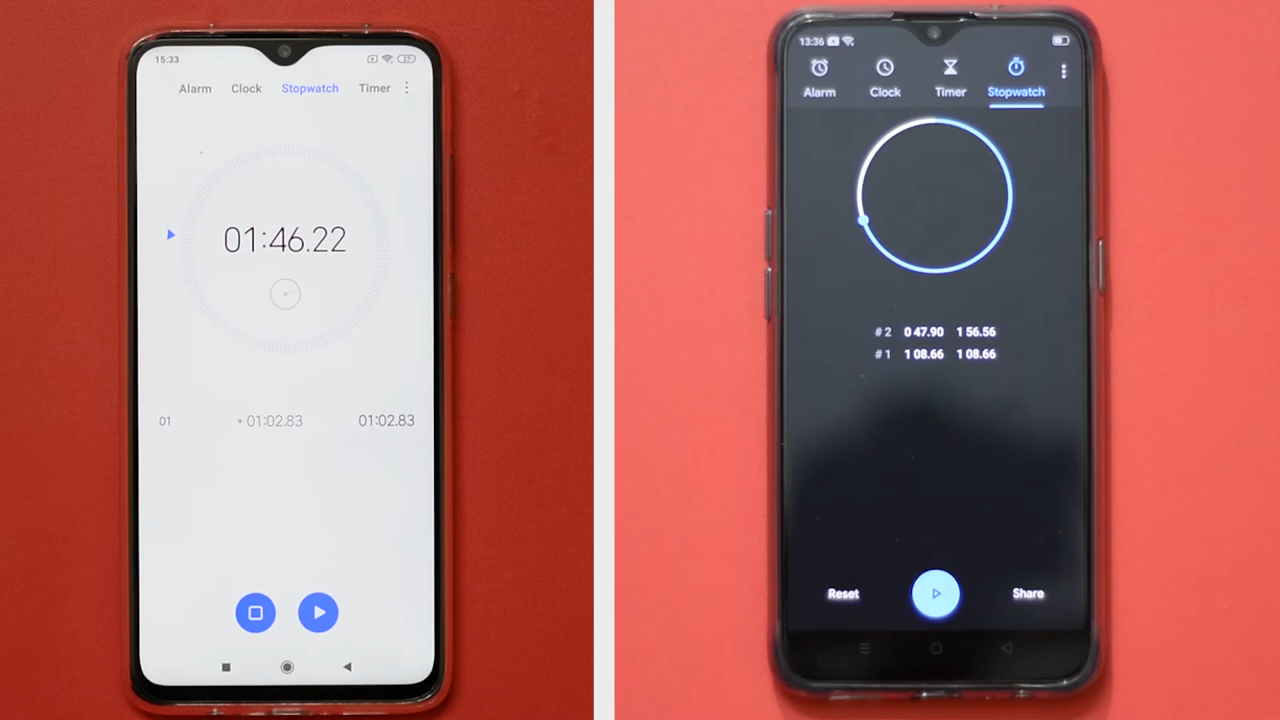 15:33
27
Alarm Clock Stopwatch Timer
01:46.22
01 + 01:02.83 01:02.83
13:36
Alarm Clock Timer Stopwatch
# 2 0 47.90 1 56.56
# 1 1 08.66 1 08.66
Reset Share